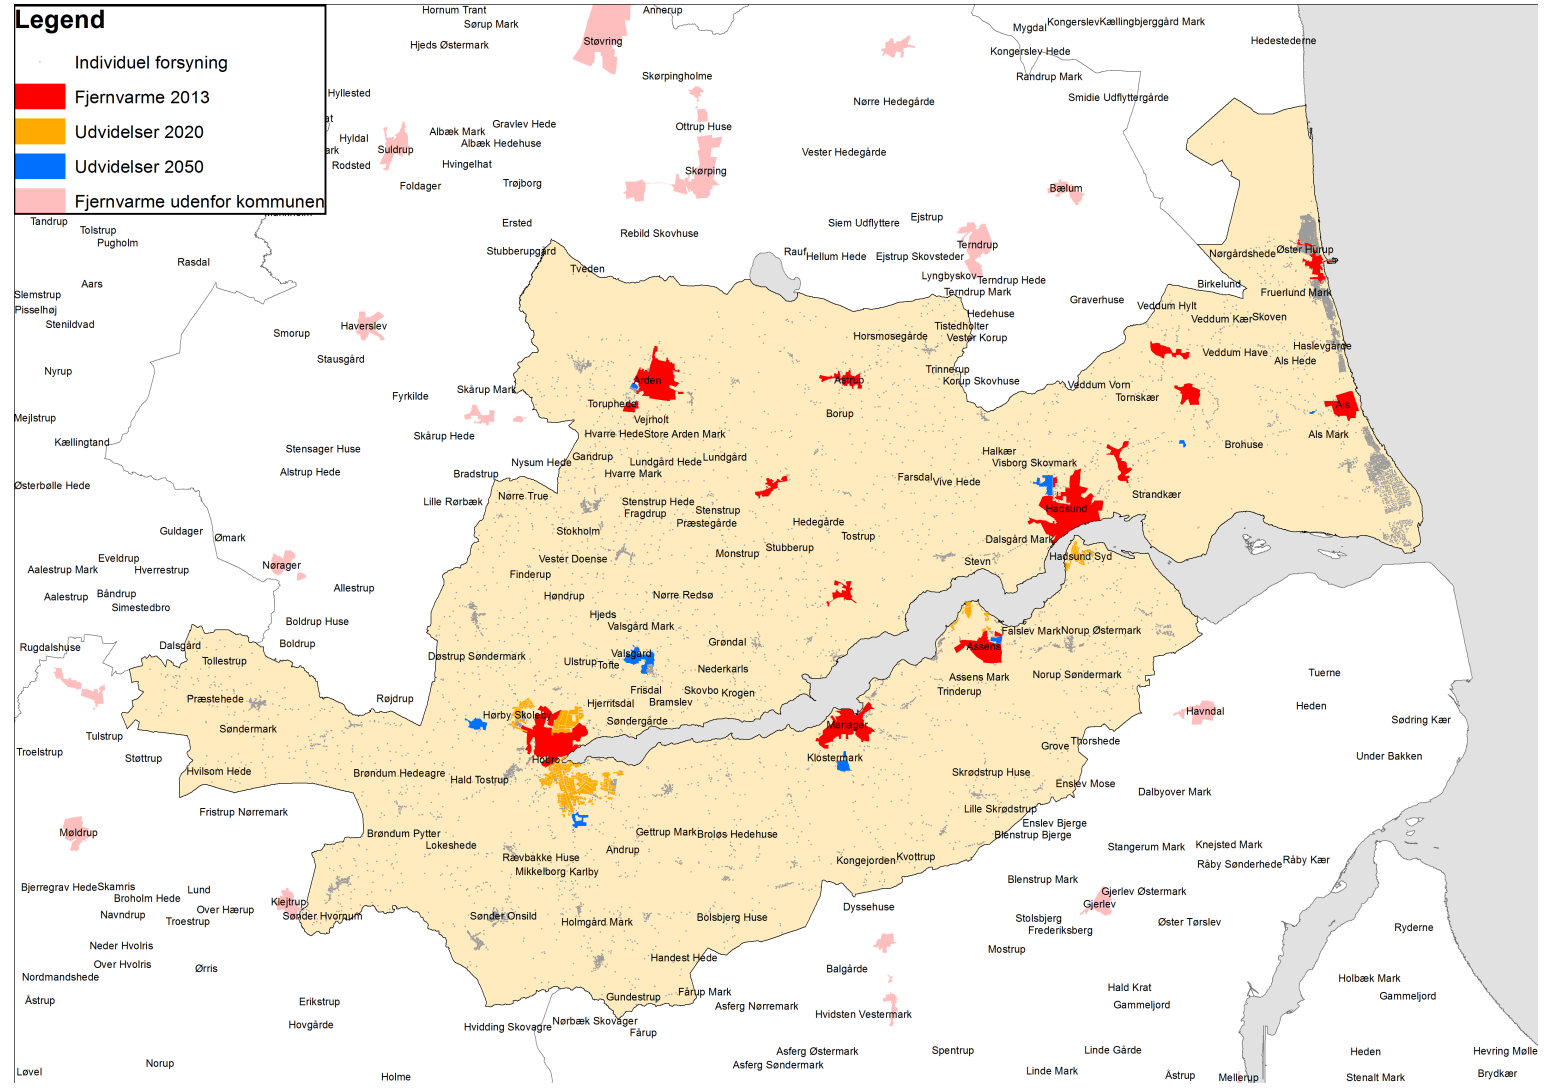 Legend
Individuel forsyning
Fjernvarme 2013
Udvidelser 2020
Udvidelser 2050
Fjernvarme udenfor kommunen
Hornum Trant
Anherup
Sørup Mark
Mygdal
Kongerslev
Kællingbjerggård Mark
Hjeds Østermark
Støvring
Kongerslev Hede
Hedestederne
Skørpingholme
Randrup Mark
Hyllested
Nørre Hedegårde
Smidie Udflyttergårde
Gravlev Hede
Ottrup Huse
Hyldal
Albæk Mark
Albæk Hedehuse
Suldrup
Vester Hedegårde
Rodsted
Hvingelhat
Skørping
Foldager
Trøjborg
Bælum
Tandrup
Tolstrup
Pugholm
Ersted
Rebild Skovhuse
Siem Udflyttere
Ejstrup
Terndrup
Stubberupgård
Rauf
Hellum Hede
Ejstrup Skovsteder
Nørgårdshede
Øster Hurup
Rasdal
Tveden
Lyngbyskov
Terndrup Hede
Terndrup Mark
Birkelund
Fruerlund Mark
Aars
Slemstrup
Pisselhøj
Graverhuse
Veddum Hylt
Hedehuse
Veddum Kær
Skoven
Stenildvad
Haverslev
Smorup
Tistedholter
Vester Korup
Horsmosegårde
Haslevgårde
Stausgård
Veddum Have
Als Hede
Nyrup
Trinnerup
Korup Skovhuse
Arden
Astrup
Veddum Vorn
Tornskær
Skårup Mark
Fyrkilde
Toruphede
Als
Borup
Mejlstrup
Vejrholt
Skårup Hede
Hvarre Hede
Store Arden Mark
Als Mark
Kællingtand
Brohuse
Stensager Huse
Halkær
Gandrup
Lundgård Hede
Lundgård
Nysum Hede
Visborg Skovmark
Alstrup Hede
Bradstrup
Hvarre Mark
Farsdal
Vive Hede
Østerbølle Hede
Nørre True
Strandkær
Lille Rørbæk
Stenstrup Hede
Fragdrup
Stenstrup
Hadsund
Præstegårde
Hedegårde
Guldager
Ømark
Stokholm
Tostrup
Dalsgård Mark
Stubberup
Monstrup
Hadsund Syd
Eveldrup
Nørager
Vester Doense
Stevn
Aalestrup Mark
Hverrestrup
Finderup
Allestrup
Båndrup
Aalestrup
Høndrup
Nørre Redsø
Simestedbro
Hjeds
Boldrup Huse
Valsgård Mark
Falslev Mark
Norup Østermark
Rugdalshuse
Dalsgård
Boldrup
Grøndal
Assens
Tollestrup
Døstrup Søndermark
Valsgård
Ulstrup
Tofte
Nederkarls
Assens Mark
Norup Søndermark
Tuerne
Præstehede
Røjdrup
Frisdal
Skovbo
Krogen
Trinderup
Hjerritsdal
Bramslev
Heden
Havndal
Hørby Skoleby
Søndergårde
Mariager
Sødring Kær
Søndermark
Tulstrup
Thorshede
Grove
Troelstrup
Støttrup
Hobro
Klostermark
Under Bakken
Hvilsom Hede
Brøndum Hedeagre
Hald Tostrup
Skrødstrup Huse
Enslev Mose
Dalbyover Mark
Fristrup Nørremark
Lille Skrødstrup
Enslev Bjerge
Møldrup
Brøndum Pytter
Gettrup Mark
Broløs Hedehuse
Blenstrup Bjerge
Lokeshede
Stangerum Mark
Knejsted Mark
Andrup
Rævbakke Huse
Kongejorden
Kvottrup
Råby Sønderhede
Råby Kær
Mikkelborg Karlby
Blenstrup Mark
Bjerregrav Hede
Skamris
Lund
Gjerlev Østermark
Broholm Hede
Klejtrup
Gjerlev
Over Hærup
Dyssehuse
Navndrup
Sønder Hvornum
Sønder Onsild
Bolsbjerg Huse
Stolsbjerg
Troestrup
Holmgård Mark
Øster Tørslev
Frederiksberg
Ryderne
Neder Hvolris
Mostrup
Handest Hede
Over Hvolris
Ørris
Balgårde
Nordmandshede
Holbæk Mark
Hald Krat
Fårup Mark
Gundestrup
Gammeljord
Åstrup
Erikstrup
Asferg Nørremark
Gammeljord
Hvidsten Vestermark
Hovgårde
Hvidding Skovagre
Nørbæk Skovager
Fårup
Asferg Østermark
Spentrup
Linde Gårde
Heden
Hevring Mølle
Norup
Asferg Søndermark
Løvel
Linde Mark
Brydkær
Holme
Åstrup
Mellerup
Stenalt Mark